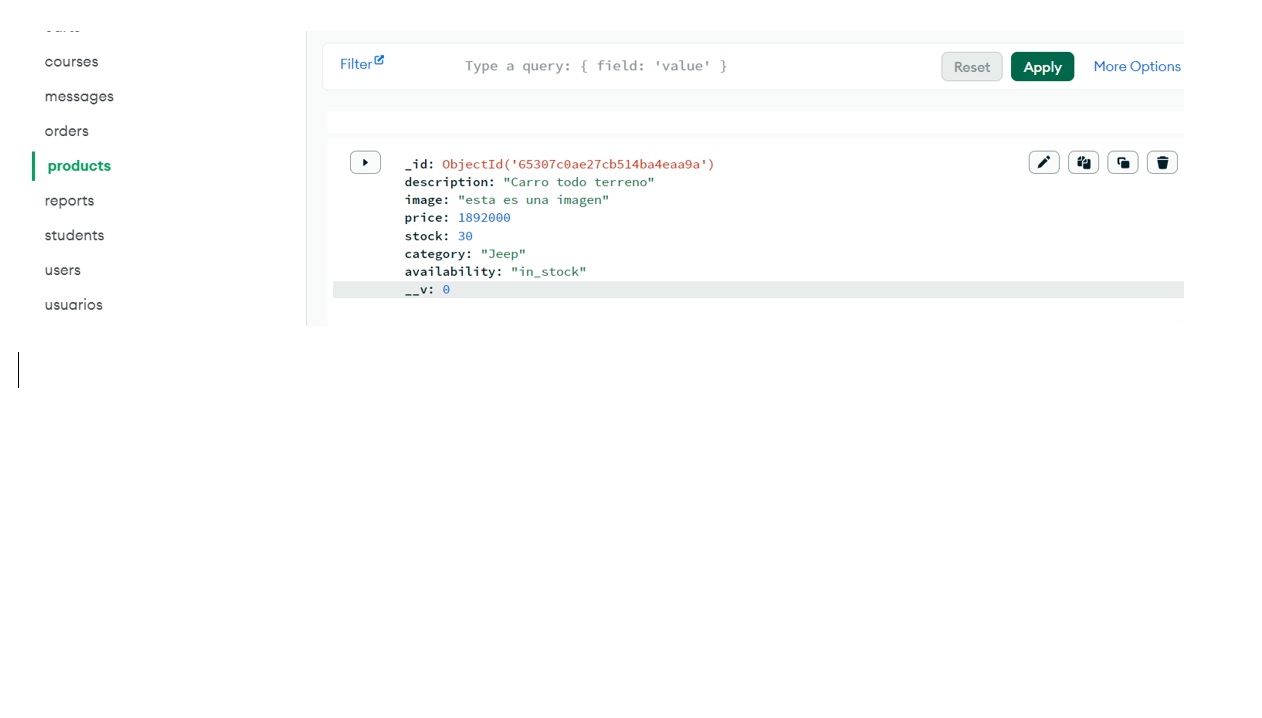 courses
messages
orders
products
reports
students
users
usuarios
Filter
Type a query: { field: 'value' }
Reset
Apply
More Options
_id: ObjectId('65307c0ae27cb514ba4eaa9a')
description: "Carro todo terreno"
image: "esta es una imagen"
price: 1892000
stock: 30
category: "Jeep"
availability: "in_stock"
__v: 0